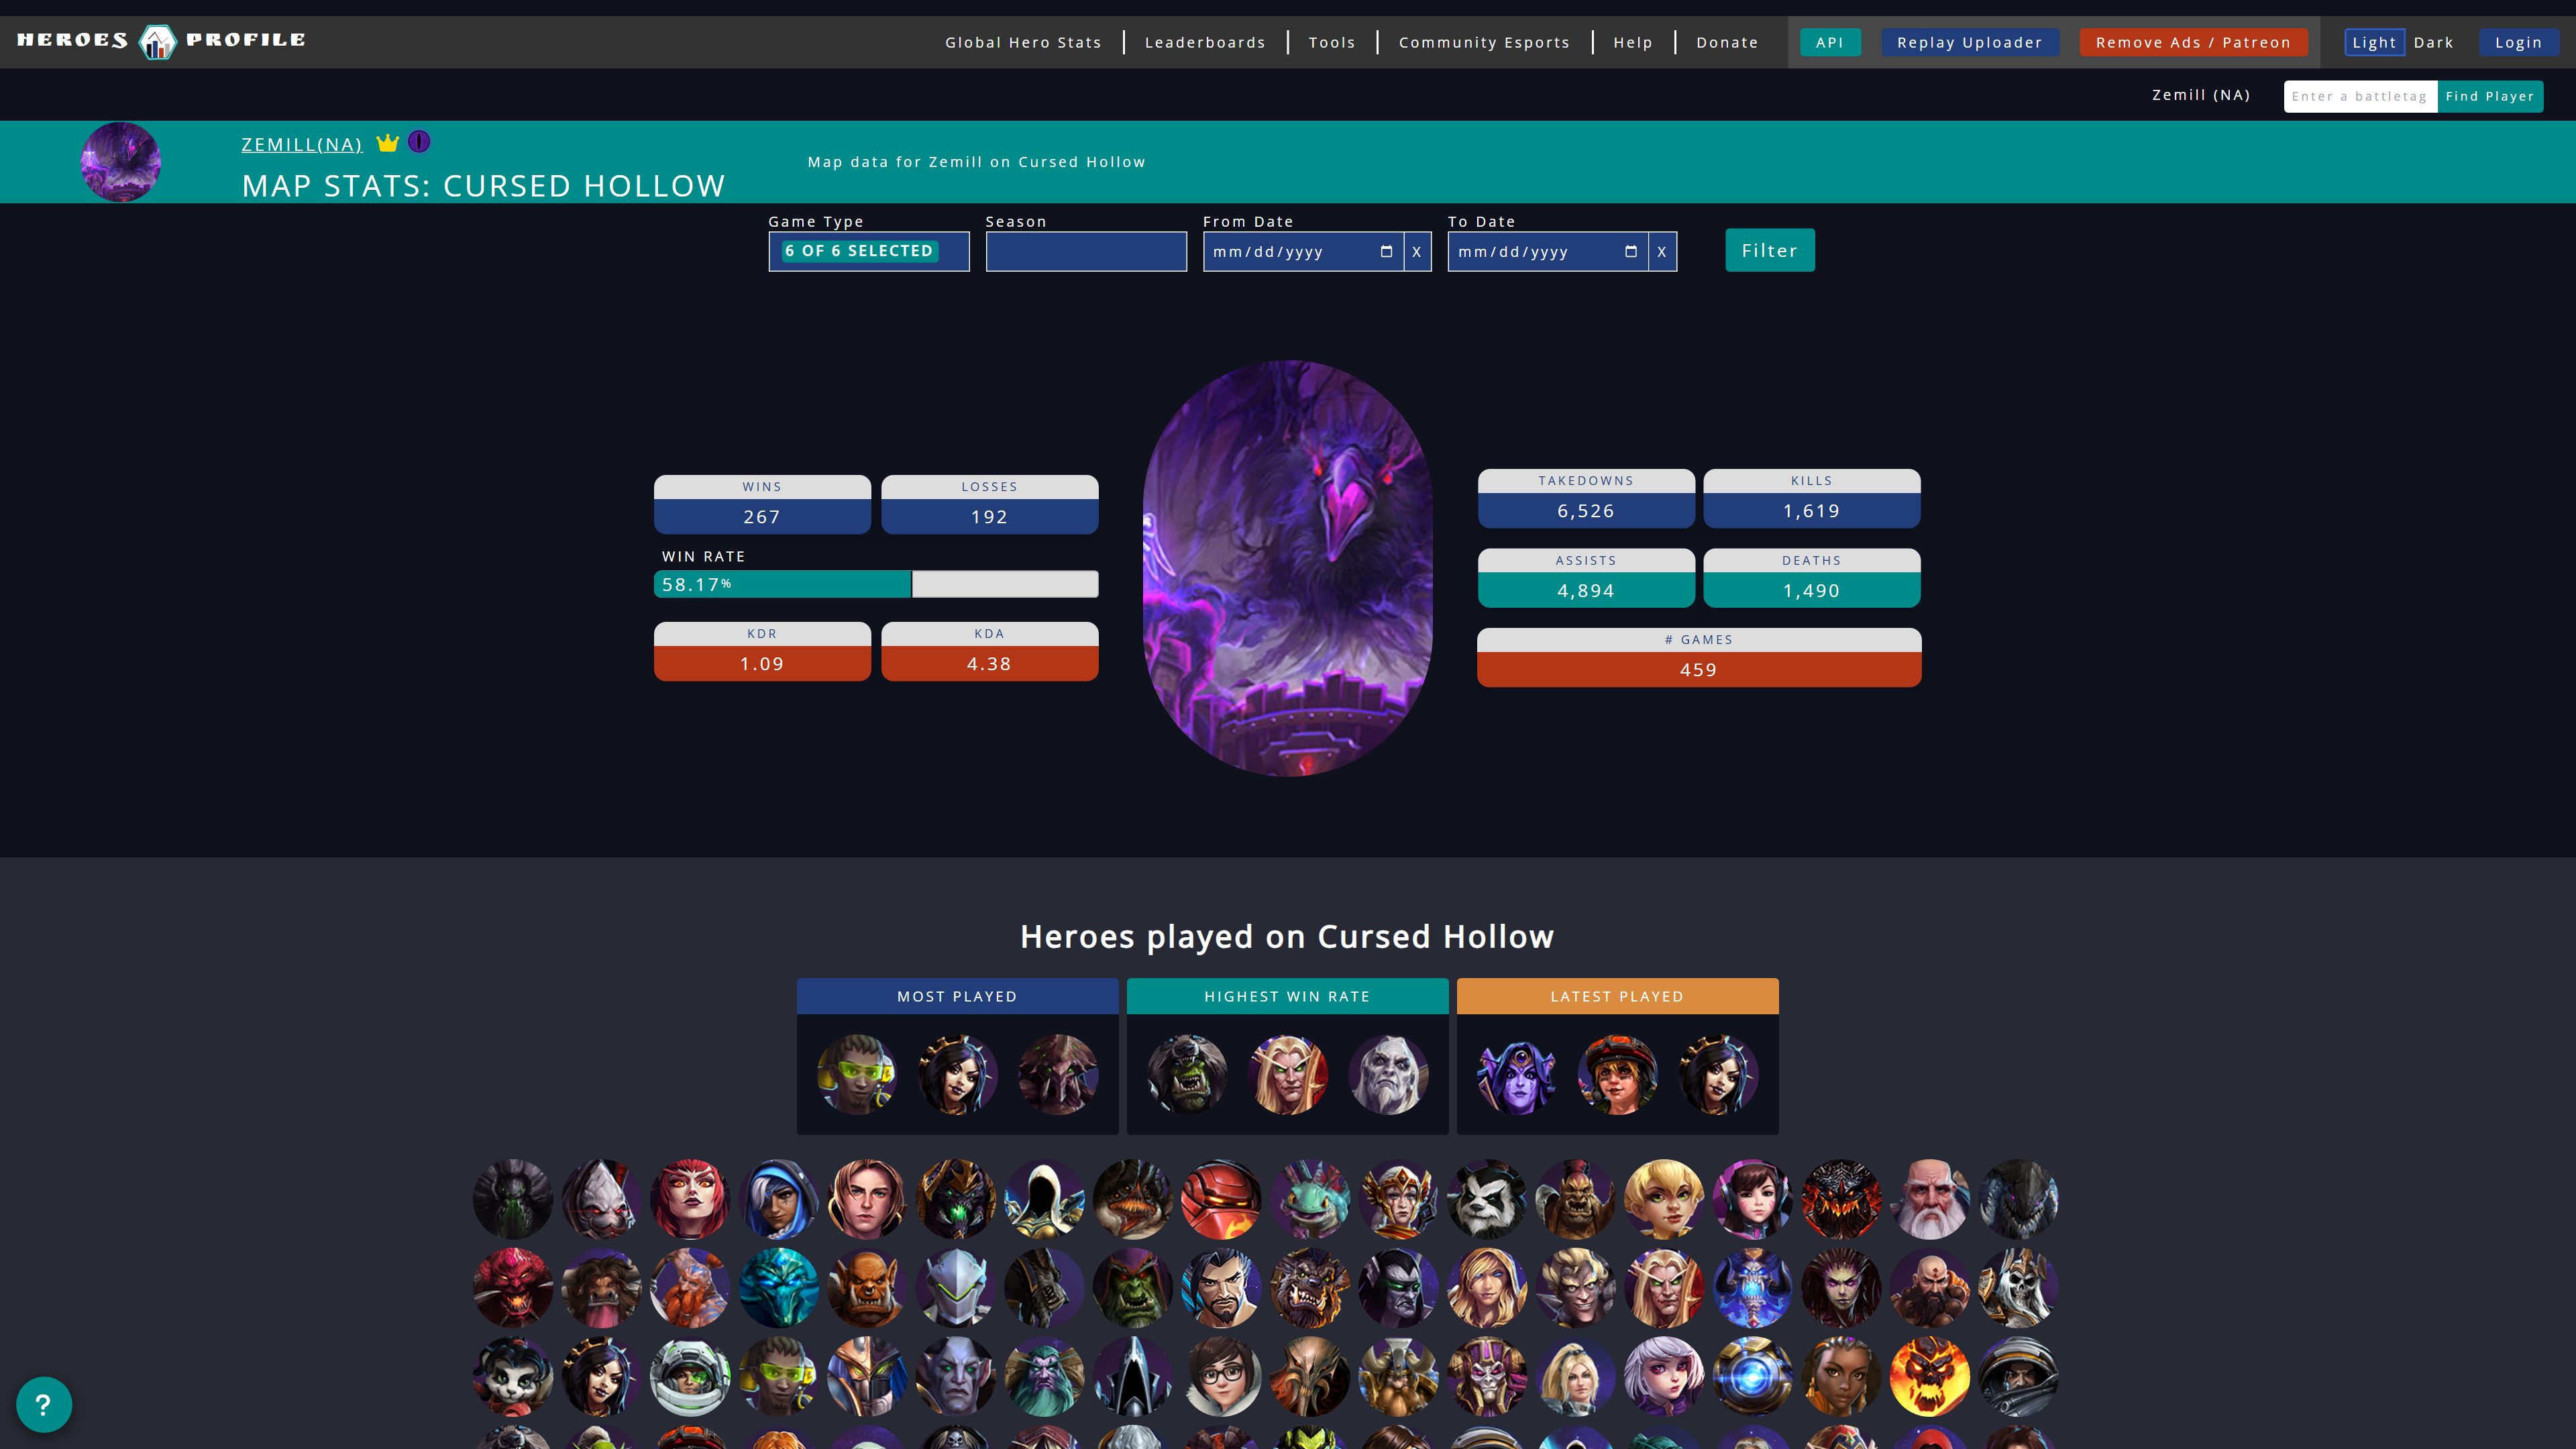 HEROES PROFILE
Global Hero Stats
Leaderboards
Tools
Community Esports
Help
Donate
API
Replay Uploader
Remove Ads / Patreon
Light
Dark
Login
Zemill (NA)
Enter a battletag
Find Player
ZEMILL(NA)
MAP STATS: CURSED HOLLOW
Map data for Zemill on Cursed Hollow
Game Type
Season
From Date
To Date
6 OF 6 SELECTED
mm/dd/yyyy
X
mm/dd/yyyy
X
Filter
WINS
267
LOSSES
192
WIN RATE
58.17%
KDR
1.09
KDA
4.38
TAKEDOWNS
6,526
KILLS
1,619
ASSISTS
4,894
DEATHS
1,490
# GAMES
459
Heroes played on Cursed Hollow
MOST PLAYED
HIGHEST WIN RATE
LATEST PLAYED
?